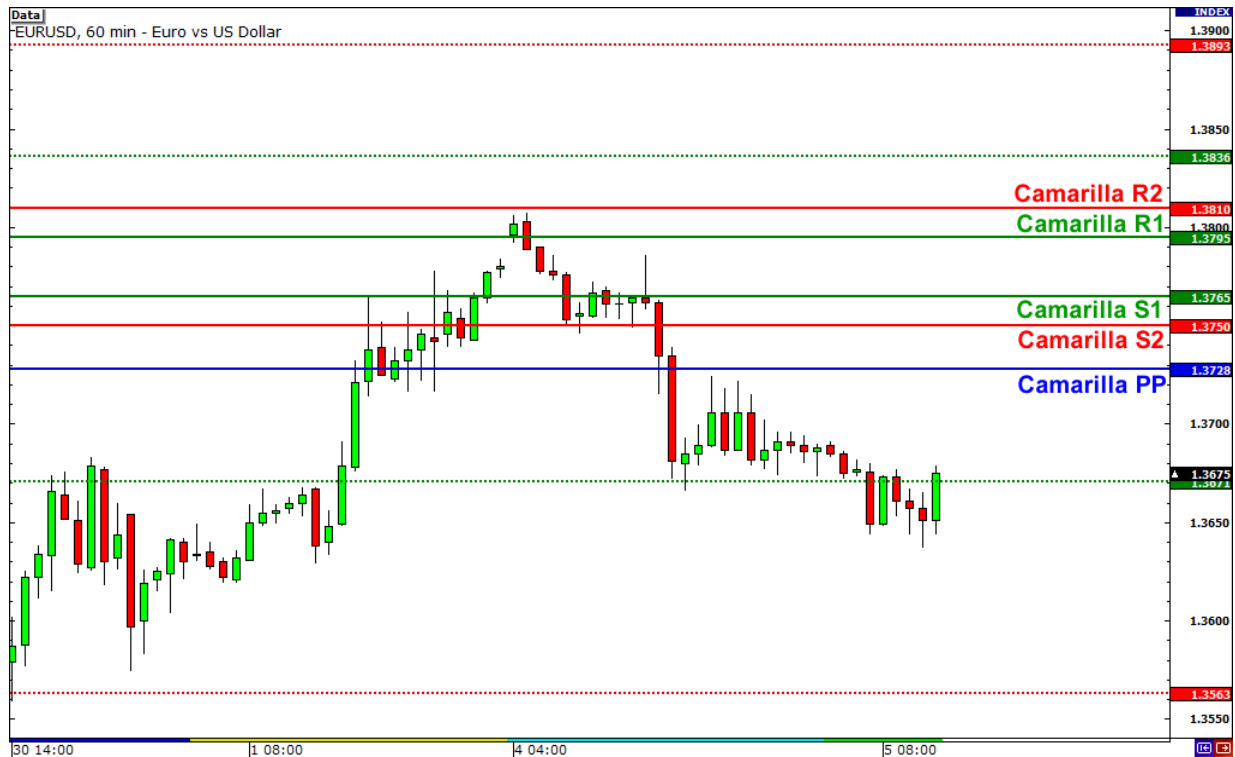 Data
INDEX
EURUSD, 60 min - Euro vs US Dollar
1.3900
1.3893
1.3850
1.3836
Camarilla R2
1.3810
Camarilla R1
1.3800
1.3795
1.3765
Camarilla S1
1.3750
Camarilla S2
1.3728
Camarilla PP
1.3700
1.3675
1.3671
1.3650
1.3600
1.3563
1.3550
30 14:00
1 08:00
4 04:00
5 08:00